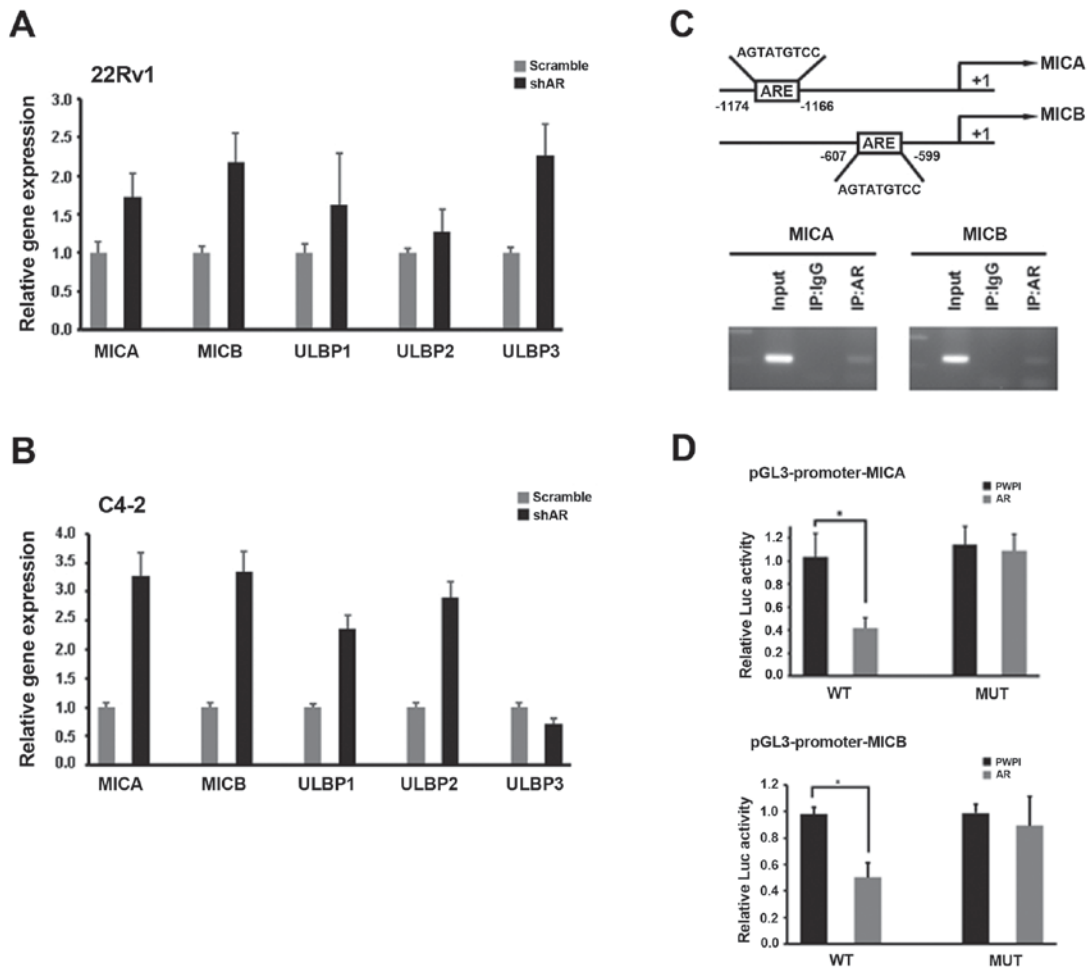 A
22Rv1
Scramble
shAR
Relative gene expression
3.0
2.5
2.0
1.5
1.0
0.5
0.0
MICA MICB ULBP1 ULBP2 ULBP3
B
C4-2
Scramble
shAR
Relative gene expression
4.0
3.5
3.0
2.5
2.0
1.5
1.0
0.5
0.0
MICA MICB ULBP1 ULBP2 ULBP3
C
AGTATGTCC
ARE
-1174 -1166
+1
MICA
MICB
ARE
-607 -599
+1
AGTATGTCC
MICA MICB
Input IP:IgG IP:AR Input IP:IgG IP:AR
D
pGL3-promoter-MICA
PWPI
AR
*
Relative Luc activity
1.2
1.0
0.8
0.6
0.4
0.2
0.0
WT MUT
pGL3-promoter-MICB
PWPI
AR
*
Relative Luc activity
1.2
1.0
0.8
0.6
0.4
0.2
0.0
WT MUT